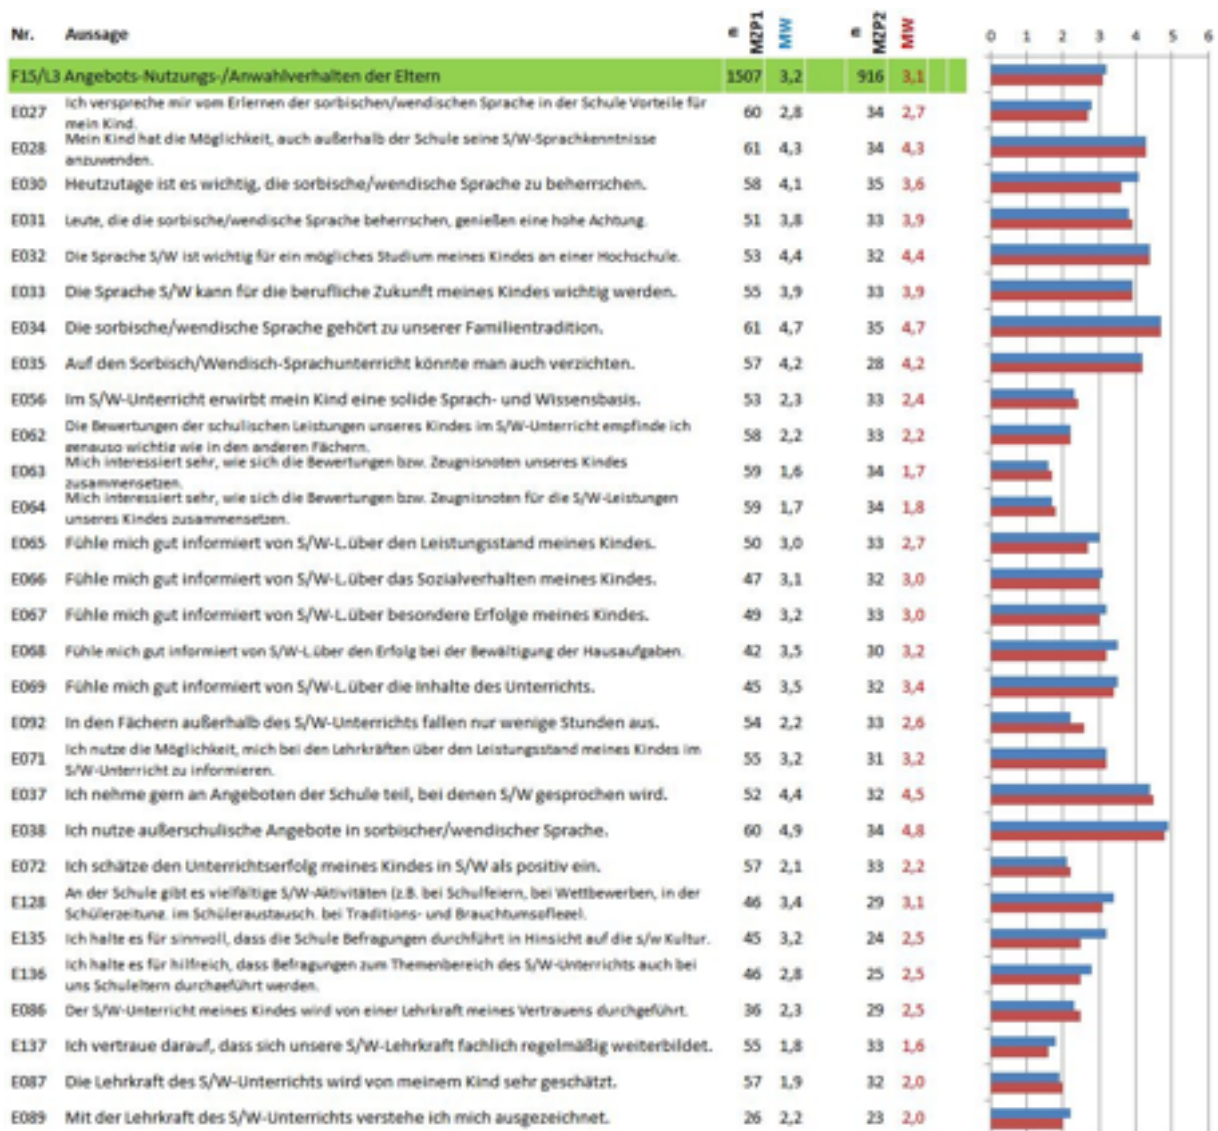 Nr. Aussage n MZP1 MW n MZP2 MW 0 1 2 3 4 5 6
F15/L3 Angebots-Nutzungs-/Anwahlverhalten der Eltern 1507 3,2 916 3,1
E027 Ich verspreche mir vom Erlernen der sorbischen/wendischen Sprache in der Schule Vorteile für
mein Kind. 60 2,8 34 2,7
E028 Mein Kind hat die Möglichkeit, auch außerhalb der Schule seine S/W-Sprachkenntnisse
anzuwenden. 61 4,3 34 4,3
E030 Heutzutage ist es wichtig, die sorbische/wendische Sprache zu beherrschen. 58 4,1 35 3,6
E031 Leute, die die sorbische/wendische Sprache beherrschen, genießen eine hohe Achtung. 51 3,8 33 3,9
E032 Die Sprache S/W ist wichtig für ein mögliches Studium meines Kindes an einer Hochschule. 53 4,4 32 4,4
E033 Die Sprache S/W kann für die berufliche Zukunft meines Kindes wichtig werden. 55 3,9 33 3,9
E034 Die sorbische/wendische Sprache gehört zu unserer Familientradition. 61 4,7 35 4,7
E035 Auf den Sorbisch/Wendisch-Sprachunterricht könnte man auch verzichten. 57 4,2 28 4,2
E056 Im S/W-Unterricht erwirbt mein Kind eine solide Sprach- und Wissensbasis. 53 2,3 33 2,4
E062 Die Bewertungen der schulischen Leistungen unseres Kindes im S/W-Unterricht empfinde ich
genauso wichtig wie in den anderen Fächern. 58 2,2 33 2,2
E063 Mich interessiert sehr, wie sich die Bewertungen bzw. Zeugnisnoten unseres Kindes
zusammensetzen. 59 1,6 34 1,7
E064 Mich interessiert sehr, wie sich die Bewertungen bzw. Zeugnisnoten für die S/W-Leistungen
unseres Kindes zusammensetzen. 59 1,7 34 1,8
E065 Fühle mich gut informiert von S/W-L.über den Leistungsstand meines Kindes. 50 3,0 33 2,7
E066 Fühle mich gut informiert von S/W-L.über das Sozialverhalten meines Kindes. 47 3,1 32 3,0
E067 Fühle mich gut informiert von S/W-L.über besondere Erfolge meines Kindes. 49 3,2 33 3,0
E068 Fühle mich gut informiert von S/W-L.über den Erfolg bei der Bewältigung der Hausaufgaben. 42 3,5 30 3,2
E069 Fühle mich gut informiert von S/W-L.über die Inhalte des Unterrichts. 45 3,5 32 3,4
E092 In den Fächern außerhalb des S/W-Unterrichts fallen nur wenige Stunden aus. 54 2,2 33 2,6
E071 Ich nutze die Möglichkeit, mich bei den Lehrkräften über den Leistungsstand meines Kindes im
S/W-Unterricht zu informieren. 55 3,2 31 3,2
E037 Ich nehme gern an Angeboten der Schule teil, bei denen S/W gesprochen wird. 52 4,4 32 4,5
E038 Ich nutze außerschulische Angebote in sorbischer/wendischer Sprache. 60 4,9 34 4,8
E072 Ich schätze den Unterrichtserfolg meines Kindes in S/W als positiv ein. 57 2,1 33 2,2
E128 An der Schule gibt es vielfältige S/W-Aktivitäten (z.B. bei Schulfeiern, bei Wettbewerben, in der
Schülerzeitung, im Schüleraustausch, bei Traditions- und Brauchtumspflege). 46 3,4 29 3,1
E135 Ich halte es für sinnvoll, dass die Schule Befragungen durchführt in Hinsicht auf die s/w Kultur. 45 3,2 24 2,5
E136 Ich halte es für hilfreich, dass Befragungen zum Themenbereich des S/W-Unterrichts auch bei
uns Schuleltern durchgeführt werden. 46 2,8 25 2,5
E086 Der S/W-Unterricht meines Kindes wird von einer Lehrkraft meines Vertrauens durchgeführt. 36 2,3 29 2,5
E137 Ich vertraue darauf, dass sich unsere S/W-Lehrkraft fachlich regelmäßig weiterbildet. 55 1,8 33 1,6
E087 Die Lehrkraft des S/W-Unterrichts wird von meinem Kind sehr geschätzt. 57 1,9 32 2,0
E089 Mit der Lehrkraft des S/W-Unterrichts verstehe ich mich ausgezeichnet. 26 2,2 23 2,0